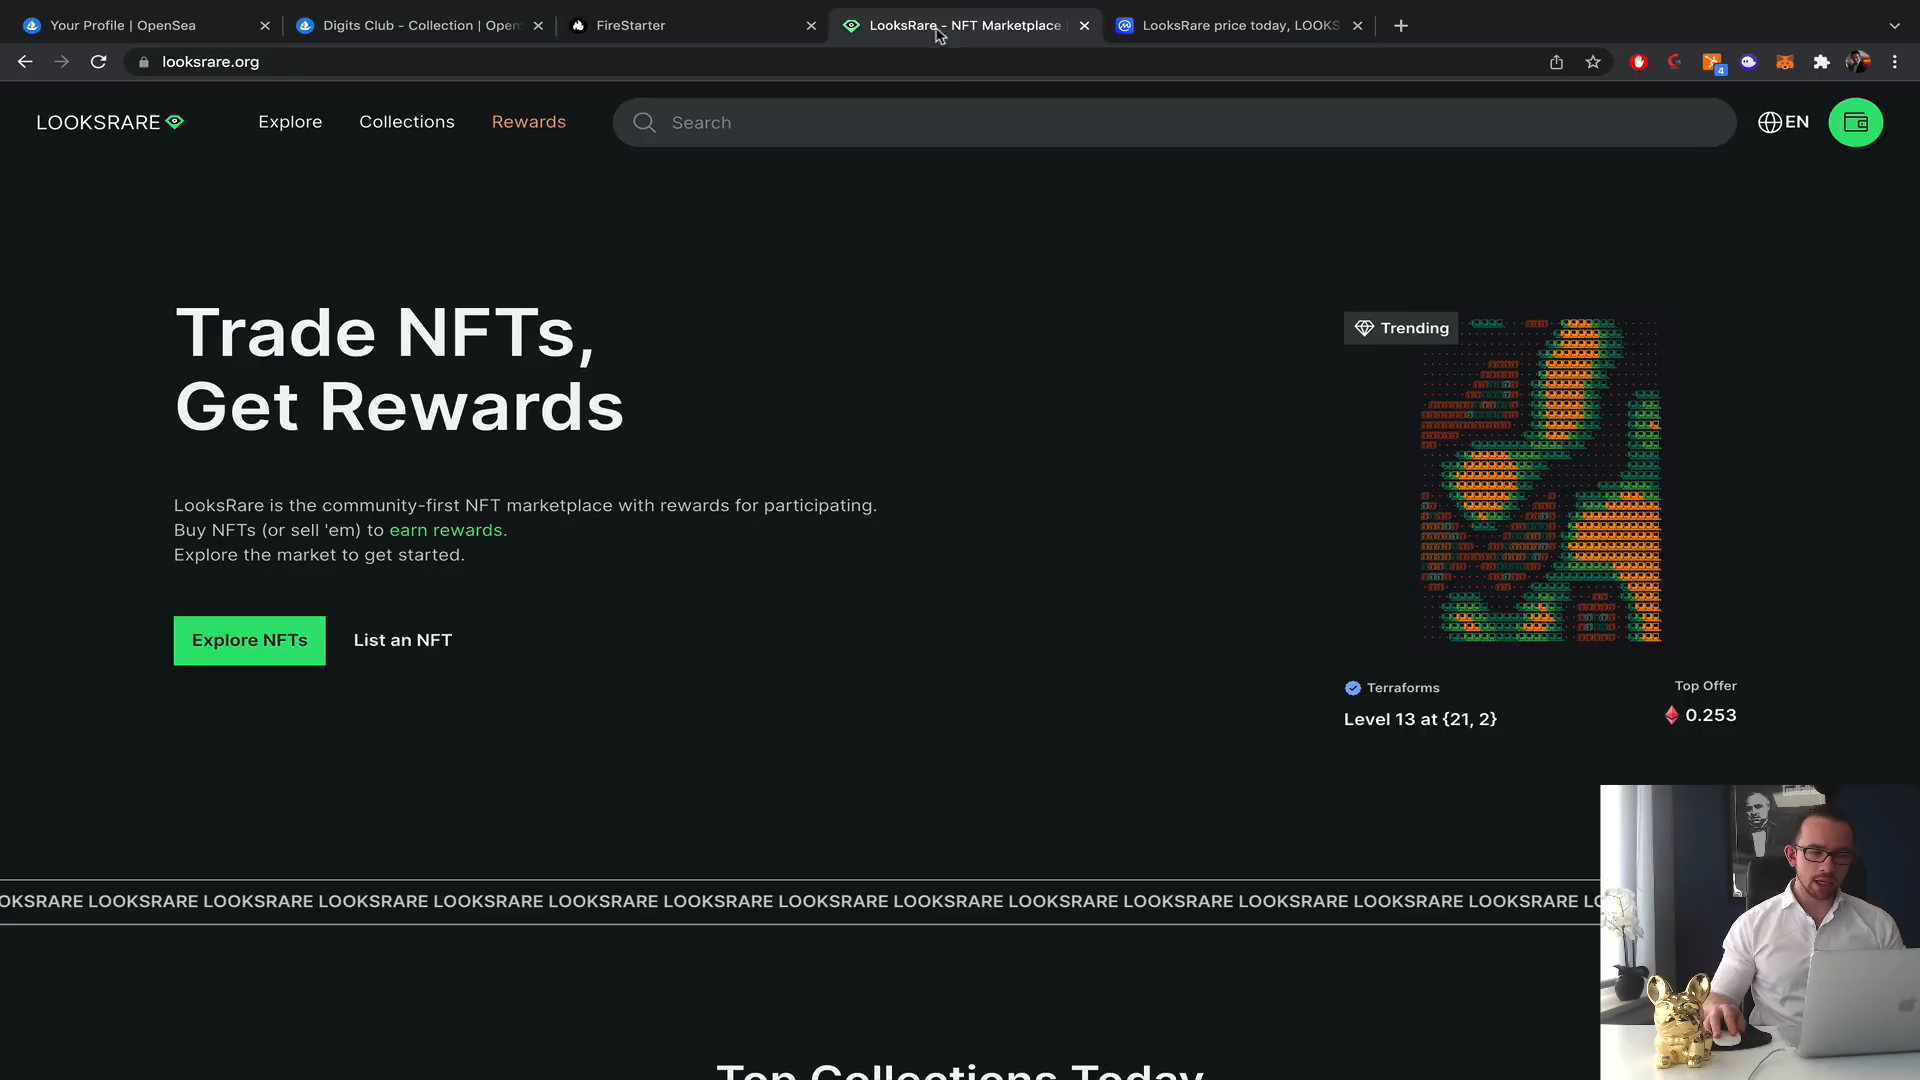 Your Profile | OpenSea
Digits Club - Collection | Open
FireStarter
LooksRare - NFT Marketplace
LooksRare price today, LOOKS
looksrare.org
4
LOOKSRARE
Explore
Collections
Rewards
Search
EN
Trade NFTs,
Get Rewards
LooksRare is the community-first NFT marketplace with rewards for participating.
Buy NFTs (or sell 'em) to earn rewards.
Explore the market to get started.
Explore NFTs
List an NFT
Trending
Terraforms
Top Offer
Level 13 at {21, 2}
0.253
OKSRARE LOOKSRARE LOOKSRARE LOOKSRARE LOOKSRARE LOOKSRARE LOOKSRARE LOOKSRARE LOOKSRARE LOOKSRARE LOOKSRARE LOOKSRARE LOOKSRARE LO
Top Collections Today